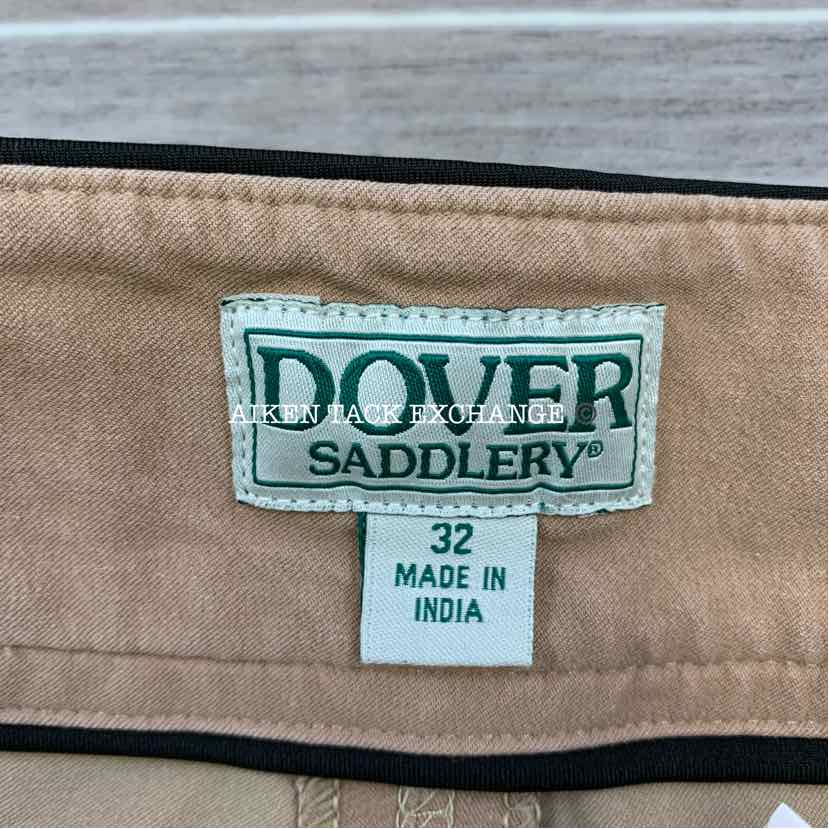 DOVER
AIKEN TACK EXCHANGE ©
SADDLERY®
32
MADE IN
INDIA